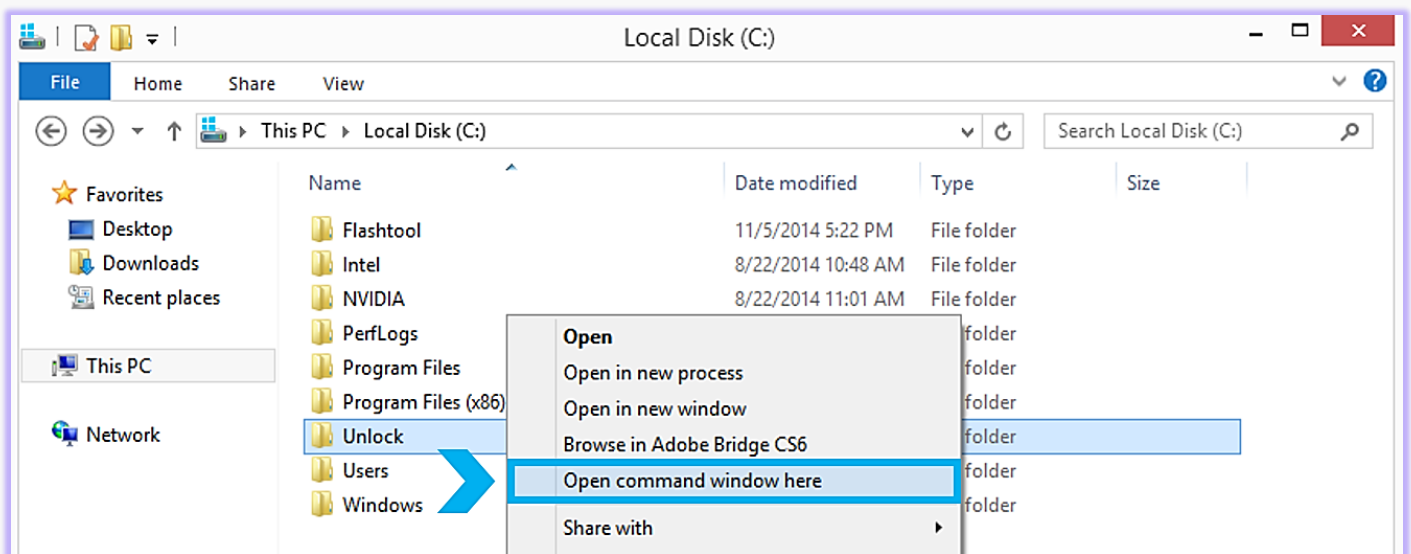 Local Disk (C:)
File Home Share View
This PC Local Disk (C:) Search Local Disk (C:)
Name Date modified Type Size
Favorites
Desktop
Downloads
Recent places
This PC
Network
Flashtool 11/5/2014 5:22 PM File folder
Intel 8/22/2014 10:48 AM File folder
NVIDIA 8/22/2014 11:01 AM File folder
PerfLogs folder
Program Files folder
Program Files (x86) folder
Unlock folder
Users folder
Windows folder
Open
Open in new process
Open in new window
Browse in Adobe Bridge CS6
Open command window here
Share with